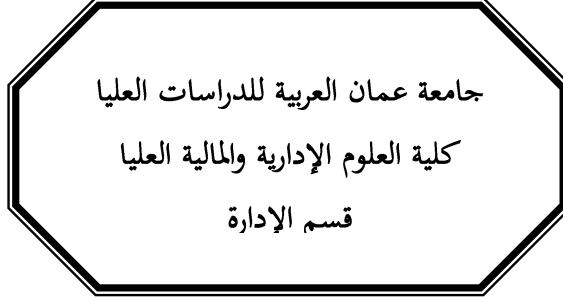 جامعة عمان العربية للدراسات العليا
كلية العلوم الإدارية والمالية العليا
قسم الإدارة